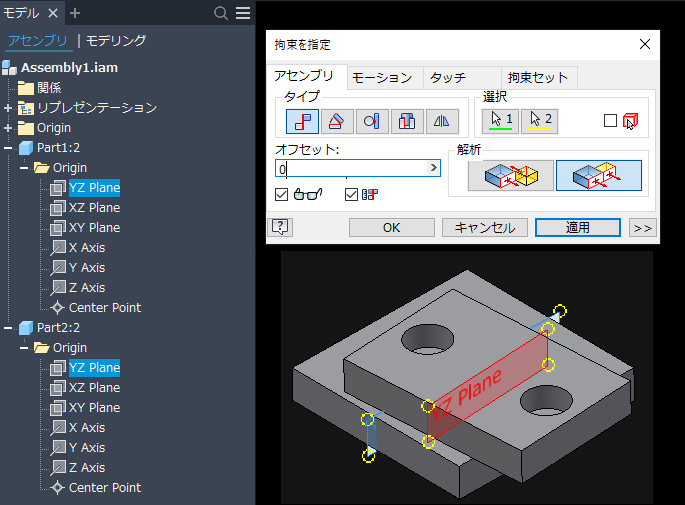 モデル
アセンブリ | モデリング
Assembly1.iam
関係
リプレゼンテーション
Origin
Part1:2
Origin
YZ Plane
XZ Plane
XY Plane
X Axis
Y Axis
Z Axis
Center Point
Part2:2
Origin
YZ Plane
XZ Plane
XY Plane
X Axis
Y Axis
Z Axis
Center Point
拘束を指定
アセンブリ モーション タッチ 拘束セット
タイプ
選択
1 2
オフセット:
0
解析
OK キャンセル 適用 >>
YZ Plane